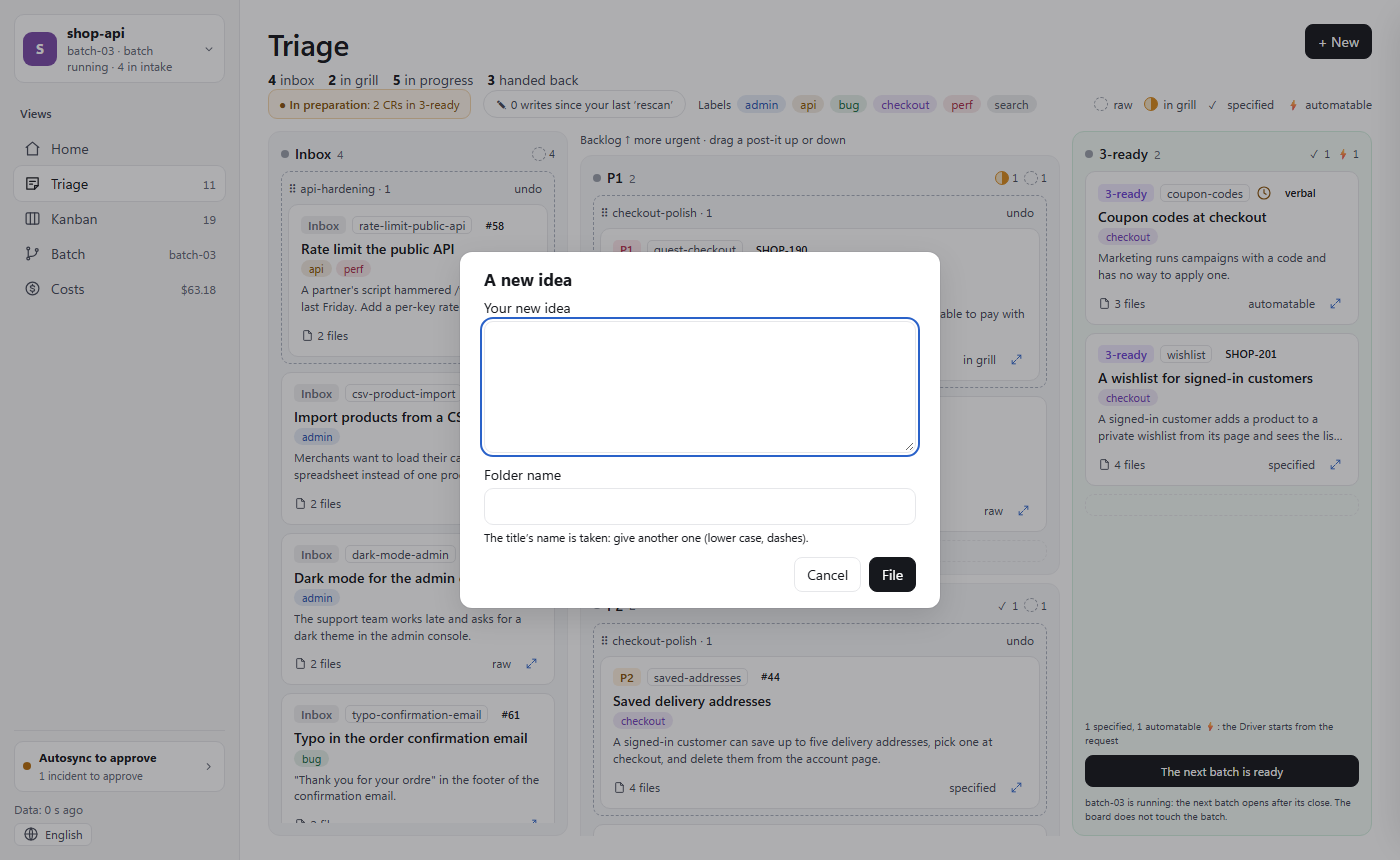 S
shop-api
batch-03 · batch
running · 4 in intake
Views
Home
Triage 11
Kanban 19
Batch batch-03
Costs $63.18
Autosync to approve
1 incident to approve
Data: 0 s ago
English
Triage
+ New
4 inbox 2 in grill 5 in progress 3 handed back
In preparation: 2 CRs in 3-ready
0 writes since your last ‘rescan’
Labels admin api bug checkout perf search
raw in grill ✓ specified automatable
Inbox 4 4
api-hardening · 1 undo
Inbox rate-limit-public-api #58
Rate limit the public API
api perf
A partner's script hammered /
last Friday. Add a per-key rate
2 files
Inbox csv-product-import
Import products from a CS
admin
Merchants want to load their ca
spreadsheet instead of one pro
2 files
Inbox dark-mode-admin
Dark mode for the admin
admin
The support team works late and asks for a
dark theme in the admin console.
2 files raw
Inbox typo-confirmation-email #61
Typo in the order confirmation email
bug
"Thank you for your ordre" in the footer of the
confirmation email.
Backlog ↑ more urgent · drag a post-it up or down
P1 2 1 1
checkout-polish · 1 undo
P1 guest-checkout SHOP-190
able to pay with
in grill
raw
A new idea
Your new idea
Folder name
The title's name is taken: give another one (lower case, dashes).
Cancel
File
✓ 1 1
checkout-polish · 1 undo
P2 saved-addresses #44
Saved delivery addresses
checkout
A signed-in customer can save up to five delivery addresses, pick one at
checkout, and delete them from the account page.
4 files specified
3-ready 2 ✓ 1 1
3-ready coupon-codes verbal
Coupon codes at checkout
checkout
Marketing runs campaigns with a code and
has no way to apply one.
3 files automatable
3-ready wishlist SHOP-201
A wishlist for signed-in customers
checkout
A signed-in customer adds a product to a
private wishlist from its page and sees the lis...
4 files specified
1 specified, 1 automatable : the Driver starts from the
request
The next batch is ready
batch-03 is running: the next batch opens after its close. The
board does not touch the batch.